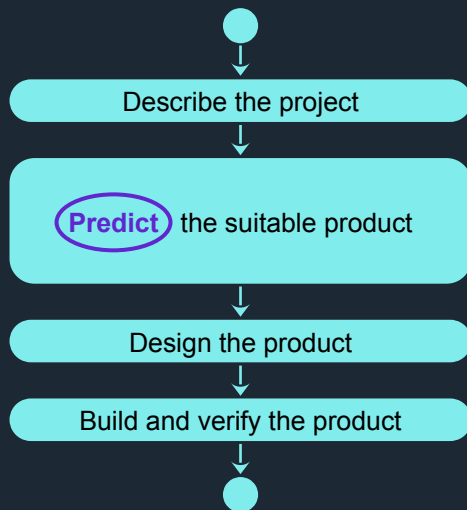 Describe the project
Predict the suitable product
Design the product
Build and verify the product